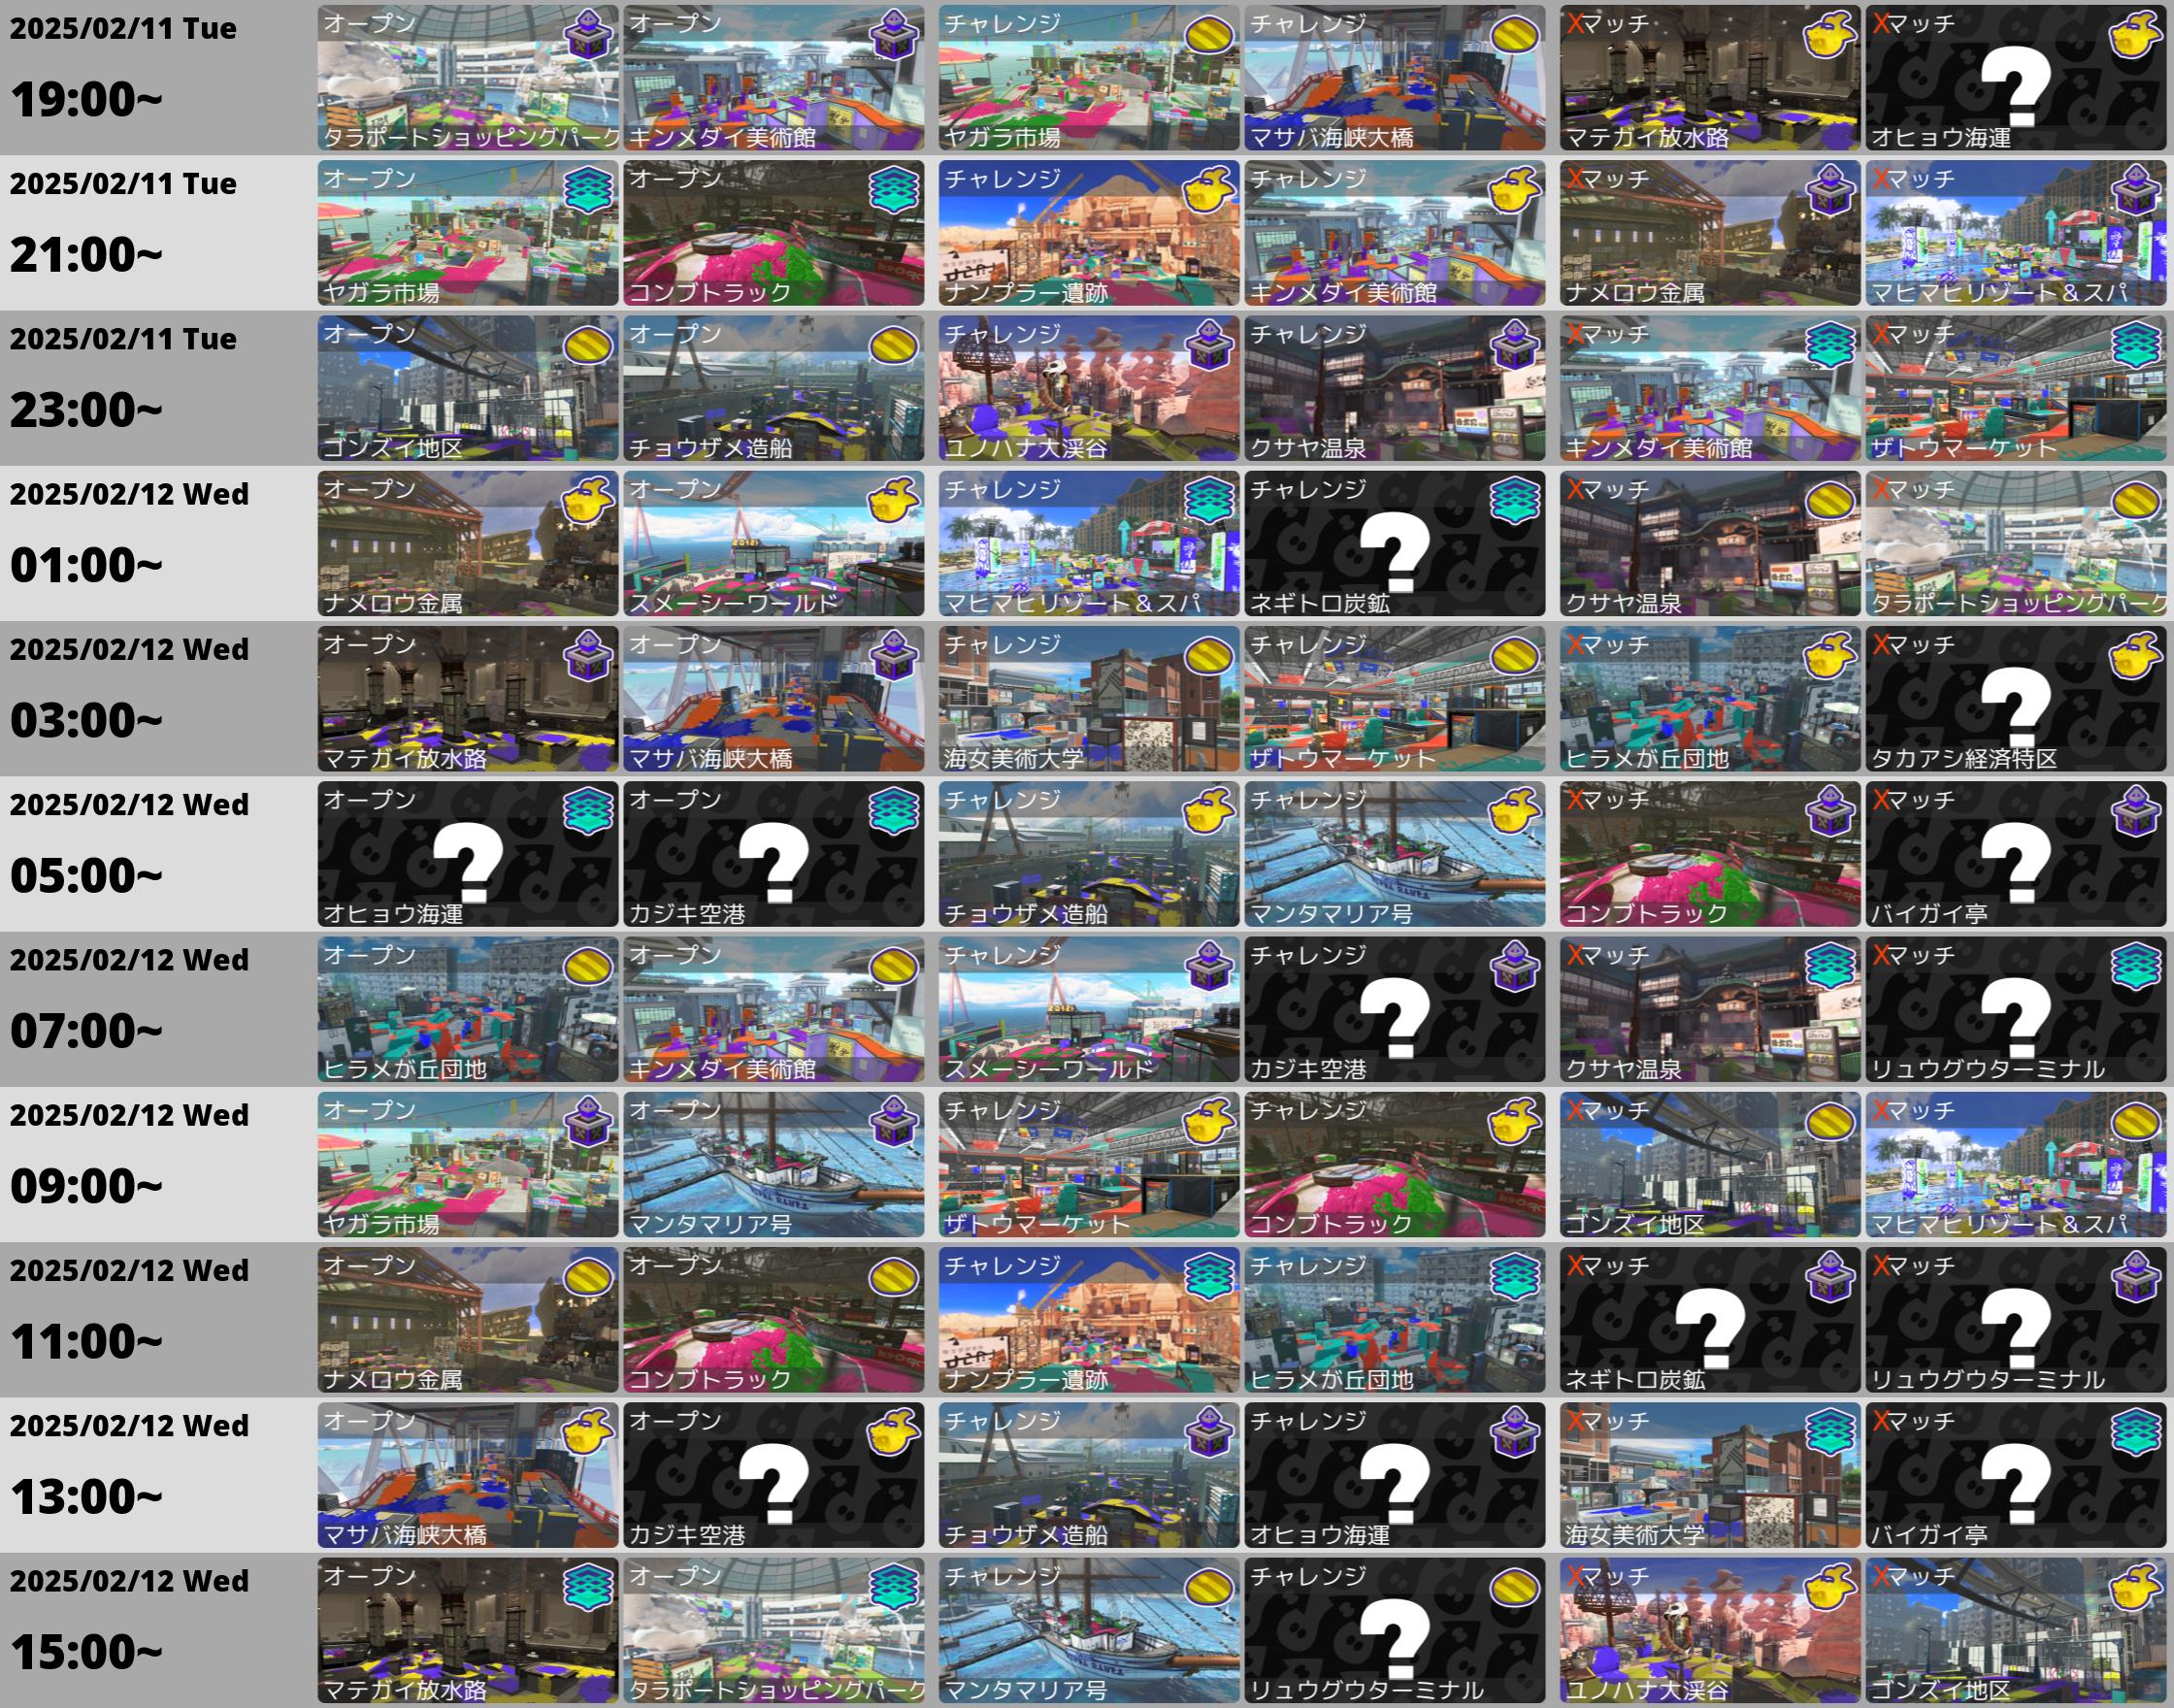 2025/02/11 Tue
19:00~
オープン
タラポートショッピングパーク
オープン
キンメダイ美術館
チャレンジ
ヤガラ市場
チャレンジ
マサバ海峡大橋
Xマッチ
マテガイ放水路
Xマッチ
?
オヒョウ海運
2025/02/11 Tue
21:00~
オープン
ヤガラ市場
オープン
コンブトラック
チャレンジ
ナンプラー遺跡
チャレンジ
キンメダイ美術館
Xマッチ
ナメロウ金属
Xマッチ
マヒマヒリゾート&スパ
2025/02/11 Tue
23:00~
オープン
ゴンズイ地区
オープン
チョウザメ造船
チャレンジ
ユノハナ大渓谷
チャレンジ
クサヤ温泉
Xマッチ
キンメダイ美術館
Xマッチ
ザトウマーケット
2025/02/12 Wed
01:00~
オープン
ナメロウ金属
オープン
スメーシーワールド
チャレンジ
マヒマヒリゾート&スパ
チャレンジ
?
ネギトロ炭鉱
Xマッチ
クサヤ温泉
Xマッチ
タラポートショッピングパーク
2025/02/12 Wed
03:00~
オープン
マテガイ放水路
オープン
マサバ海峡大橋
チャレンジ
海女美術大学
チャレンジ
ザトウマーケット
Xマッチ
ヒラメが丘団地
Xマッチ
?
タカアシ経済特区
2025/02/12 Wed
05:00~
オープン
?
オヒョウ海運
オープン
?
カジキ空港
チャレンジ
チョウザメ造船
チャレンジ
マンタマリア号
Xマッチ
コンブトラック
Xマッチ
?
バイガイ亭
2025/02/12 Wed
07:00~
オープン
ヒラメが丘団地
オープン
キンメダイ美術館
チャレンジ
スメーシーワールド
チャレンジ
?
カジキ空港
Xマッチ
クサヤ温泉
Xマッチ
?
リュウグウターミナル
2025/02/12 Wed
09:00~
オープン
ヤガラ市場
オープン
マンタマリア号
チャレンジ
ザトウマーケット
チャレンジ
コンブトラック
Xマッチ
ゴンズイ地区
Xマッチ
マヒマヒリゾート&スパ
2025/02/12 Wed
11:00~
オープン
ナメロウ金属
オープン
コンブトラック
チャレンジ
ナンプラー遺跡
チャレンジ
ヒラメが丘団地
Xマッチ
?
ネギトロ炭鉱
Xマッチ
?
リュウグウターミナル
2025/02/12 Wed
13:00~
オープン
マサバ海峡大橋
オープン
?
カジキ空港
チャレンジ
チョウザメ造船
チャレンジ
?
オヒョウ海運
Xマッチ
海女美術大学
Xマッチ
?
バイガイ亭
2025/02/12 Wed
15:00~
オープン
マテガイ放水路
オープン
タラポートショッピングパーク
チャレンジ
マンタマリア号
チャレンジ
?
リュウグウターミナル
Xマッチ
ユノハナ大渓谷
Xマッチ
ゴンズイ地区